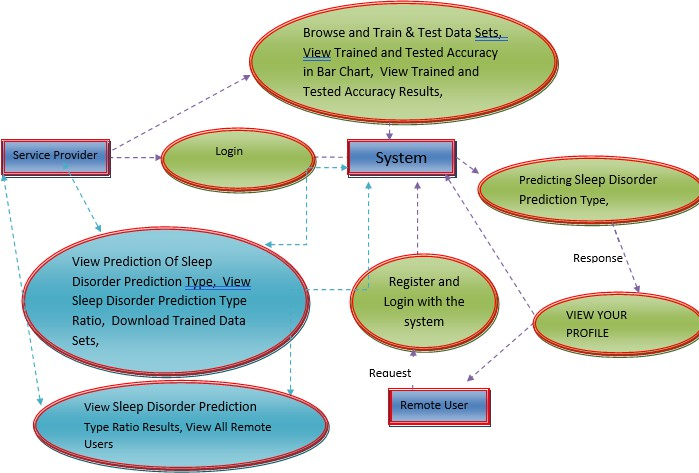 Browse and Train & Test Data Sets,
View Trained and Tested Accuracy
in Bar Chart, View Trained and
Tested Accuracy Results,
Service Provider
Login
System
Predicting Sleep Disorder
Prediction Type,
Response
View Prediction Of Sleep
Disorder Prediction Type, View
Sleep Disorder Prediction Type
Ratio, Download Trained Data
Sets,
Register and
Login with the
system
VIEW YOUR
PROFILE
Request
Remote User
View Sleep Disorder Prediction
Type Ratio Results, View All Remote
Users